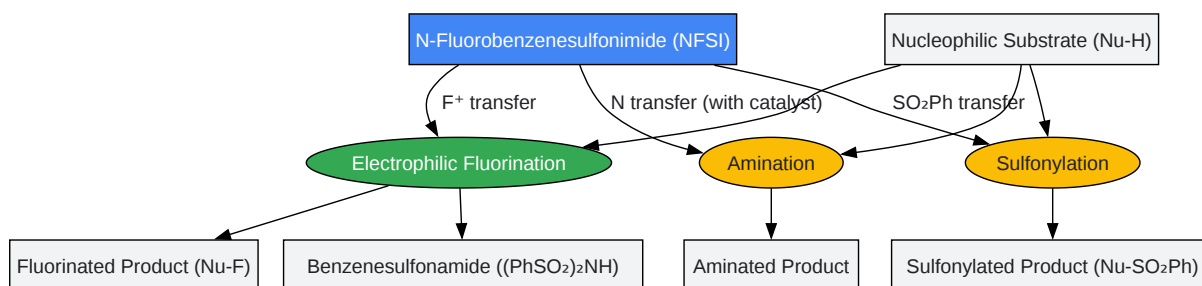 N-Fluorobenzenesulfonimide (NFSI)
Nucleophilic Substrate (Nu-H)
F⁺ transfer
N transfer (with catalyst)
SO₂Ph transfer
Electrophilic Fluorination
Amination
Sulfonylation
Fluorinated Product (Nu-F)
Benzenesulfonamide ((PhSO₂)₂NH)
Aminated Product
Sulfonylated Product (Nu-SO₂Ph)